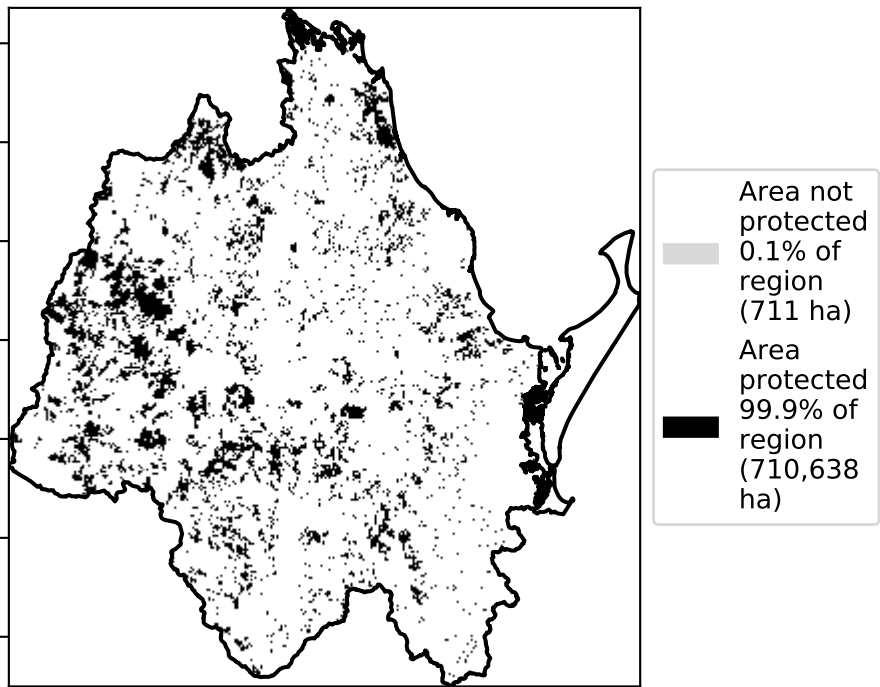 Area not
protected
0.1% of
region
(711 ha)
Area
protected
99.9% of
region
(710,638
ha)